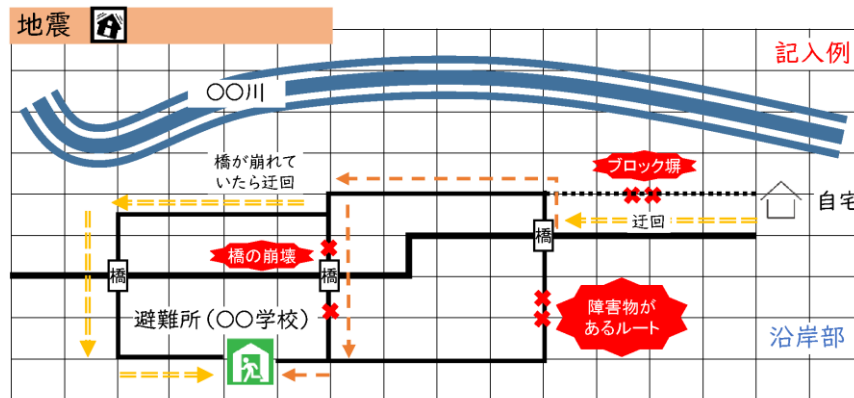 地震
記入例
〇〇川
橋が崩れて
いたら迂回
ブロック塀
自宅
迂回
橋
橋の崩壊
橋
橋
避難所(〇〇学校)
障害物が
あるルート
沿岸部